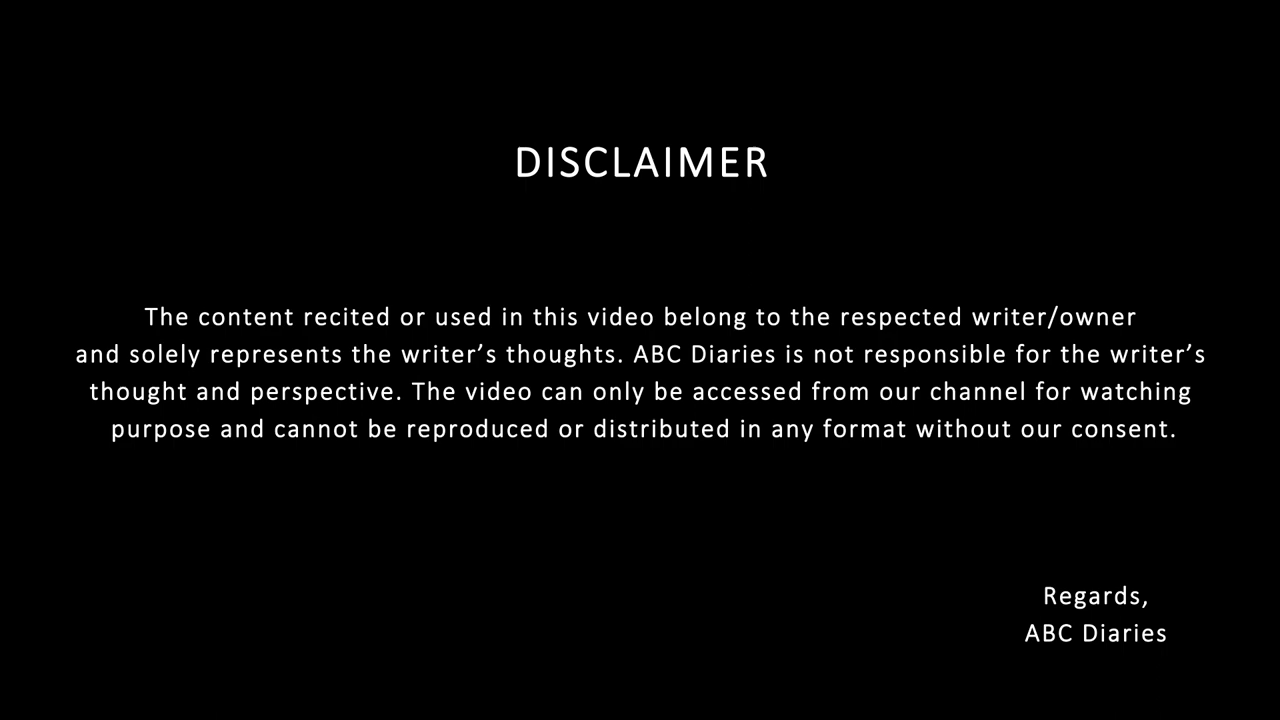 DISCLAIMER
The content recited or used in this video belong to the respected writer/owner
and solely represents the writer’s thoughts. ABC Diaries is not responsible for the writer’s
thought and perspective. The video can only be accessed from our channel for watching
purpose and cannot be reproduced or distributed in any format without our consent.
Regards,
ABC Diaries